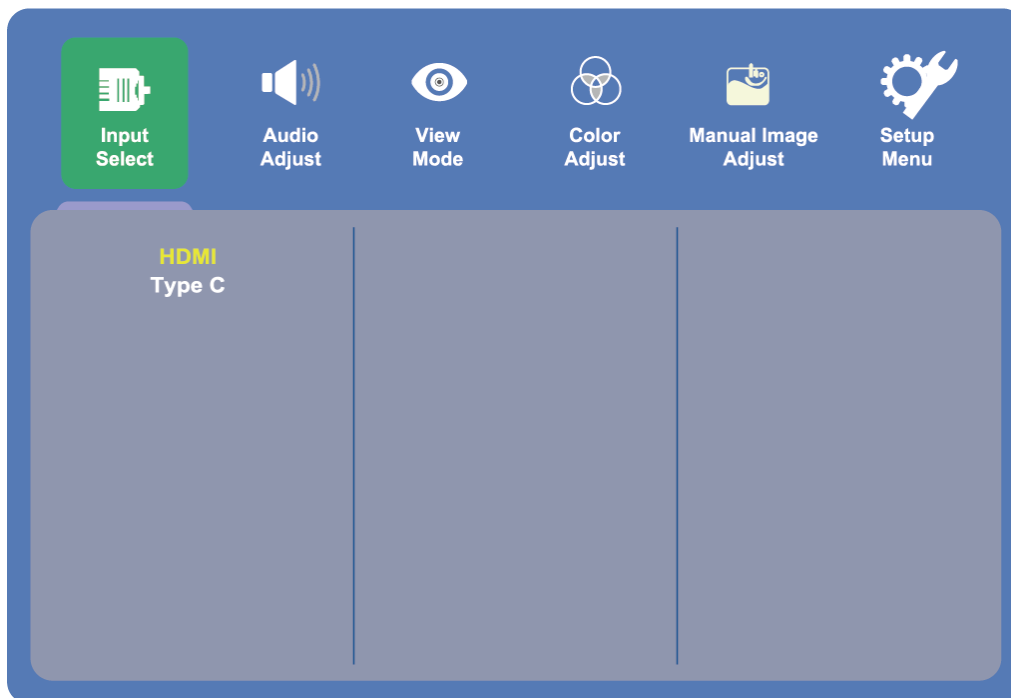 Input
Select
Audio
Adjust
View
Mode
Color
Adjust
Manual Image
Adjust
Setup
Menu
HDMI
Type C